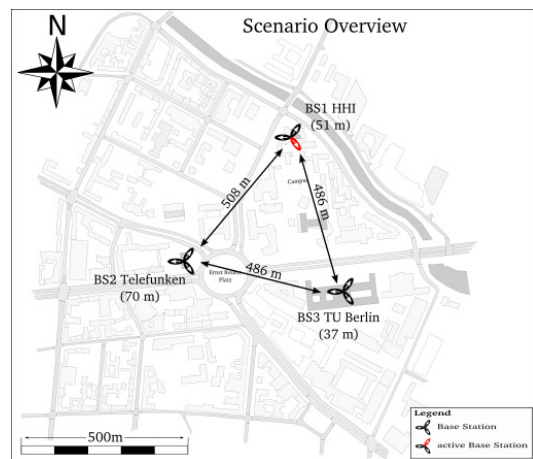 Scenario Overview
N
BS1 HHI
(51 m)
Campus
508 m
486 m
486 m
Ernst Reuter
Platz
BS2 Telefunken
(70 m)
BS3 TU Berlin
(37 m)
500m
Legend
Base Station
active Base Station